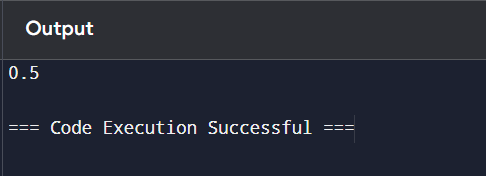 Output
0.5
=== Code Execution Successful ===